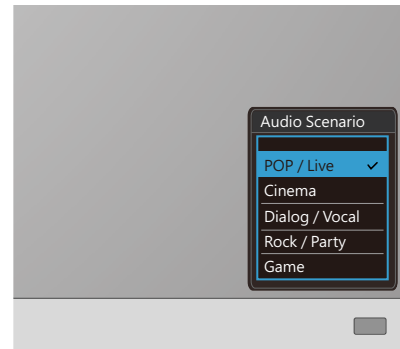 Audio Scenario
POP / Live
Cinema
Dialog / Vocal
Rock / Party
Game